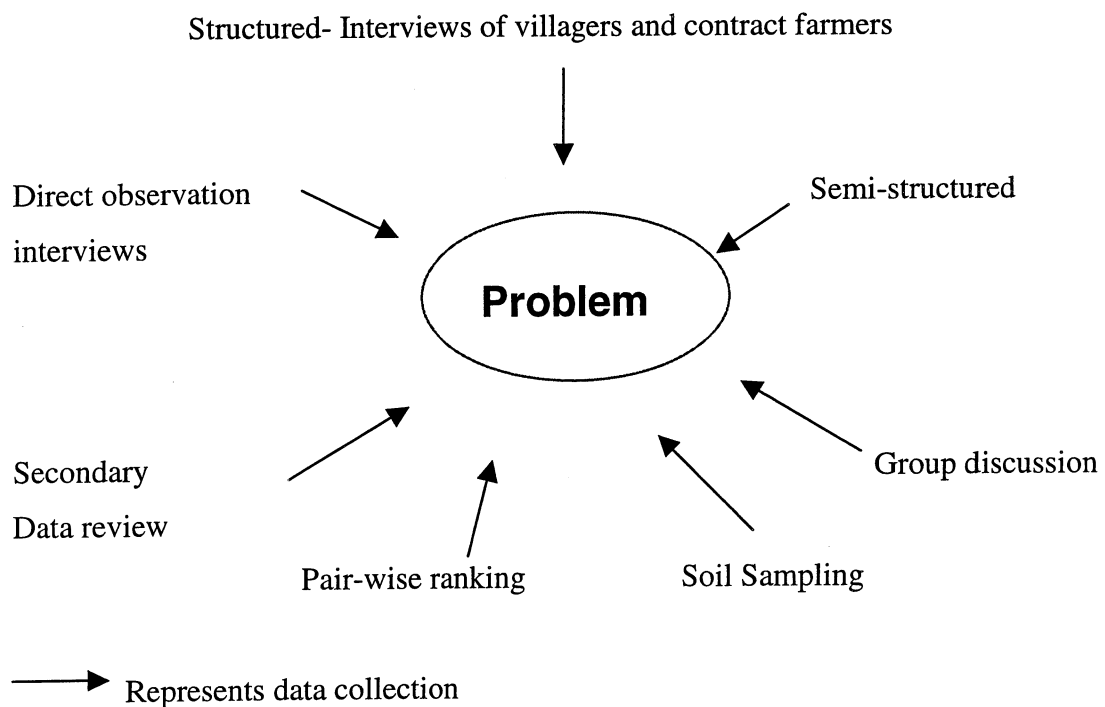 Structured- Interviews of villagers and contract farmers
Direct observation
interviews
Semi-structured
Problem
Secondary
Data review
Group discussion
Pair-wise ranking
Soil Sampling
Represents data collection